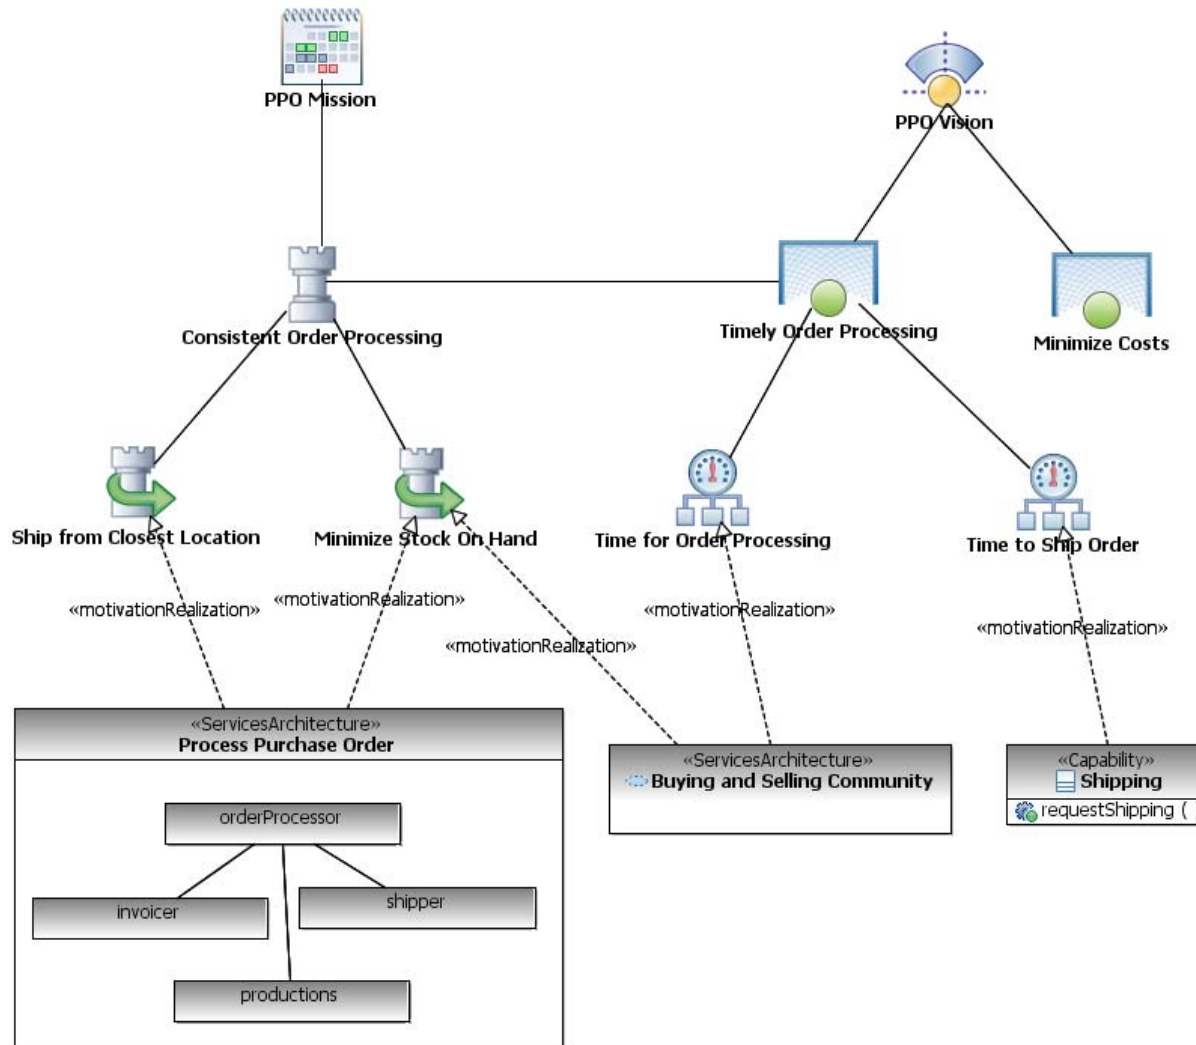 PPO Mission
PPO Vision
Consistent Order Processing
Timely Order Processing
Minimize Costs
Ship from Closest Location
Minimize Stock On Hand
Time for Order Processing
Time to Ship Order
«motivationRealization»
«motivationRealization»
«motivationRealization»
«motivationRealization»
«motivationRealization»
«ServicesArchitecture»
Process Purchase Order
orderProcessor
invoicer
shipper
productions
«ServicesArchitecture»
Buying and Selling Community
«Capability»
Shipping
requestShipping (